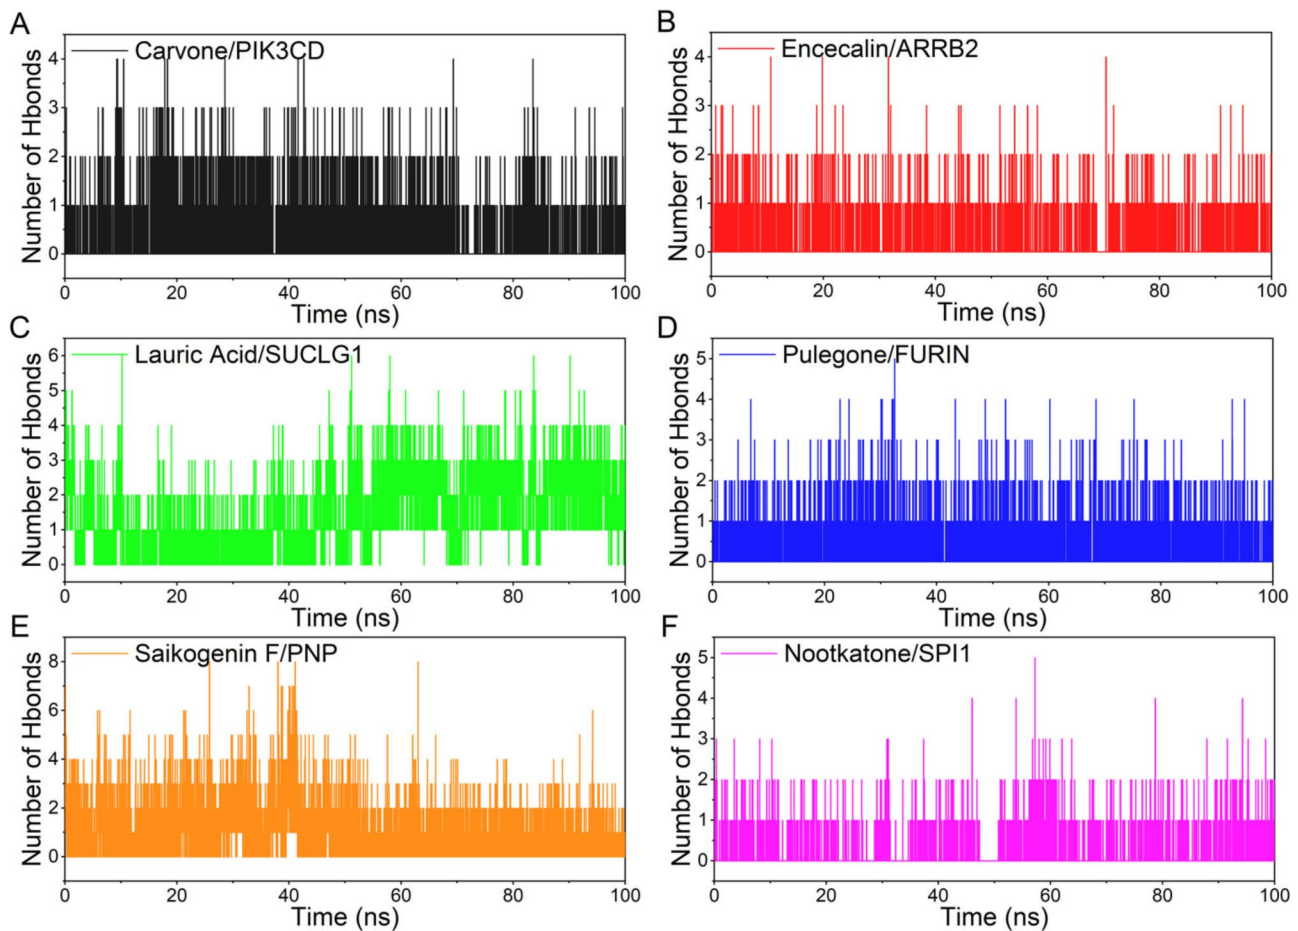 A
Carvone/PIK3CD
Number of Hbonds
4
3
2
1
0
0 20 40 60 80 100
Time (ns)
B
Encecalin/ARRB2
Number of Hbonds
4
3
2
1
0
0 20 40 60 80 100
Time (ns)
C
Lauric Acid/SUCLG1
Number of Hbonds
6
5
4
3
2
1
0
0 20 40 60 80 100
Time (ns)
D
Pulegone/FURIN
Number of Hbonds
5
4
3
2
1
0
0 20 40 60 80 100
Time (ns)
E
Saikogenin F/PNP
Number of Hbonds
8
6
4
2
0
0 20 40 60 80 100
Time (ns)
F
Nootkatone/SPI1
Number of Hbonds
5
4
3
2
1
0
0 20 40 60 80 100
Time (ns)